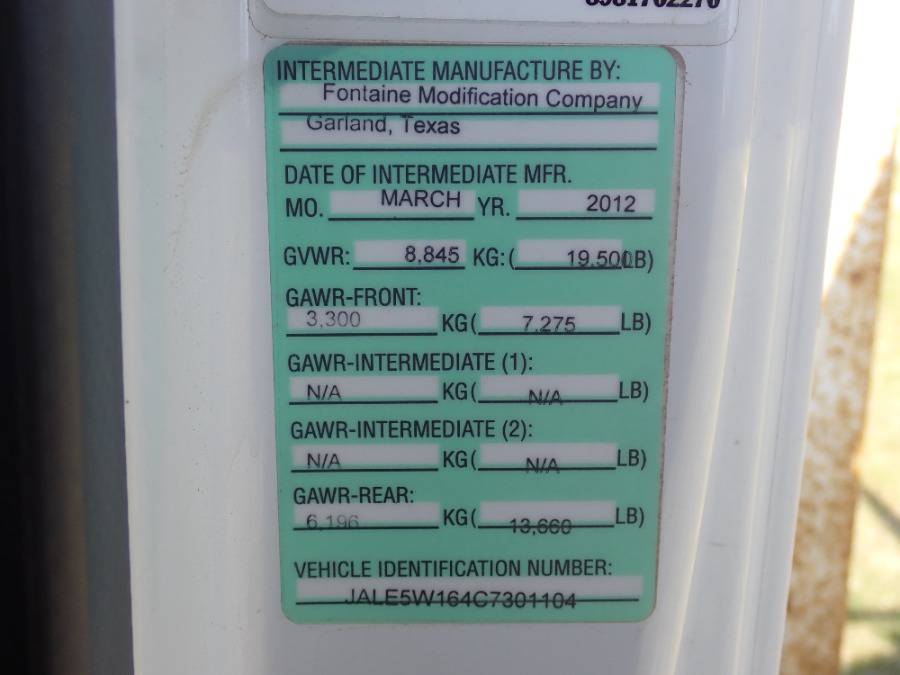 INTERMEDIATE MANUFACTURE BY:
Fontaine Modification Company
Garland, Texas
DATE OF INTERMEDIATE MFR.
MO. MARCH YR. 2012
GVWR: 8,845 KG:( 19,500LB)
GAWR-FRONT:
3,300 KG( 7,275 LB)
GAWR-INTERMEDIATE (1):
N/A KG( N/A LB)
GAWR-INTERMEDIATE (2):
N/A KG( N/A LB)
GAWR-REAR:
6,196 KG( 13,660 LB)
VEHICLE IDENTIFICATION NUMBER:
JALE5W164C7301104